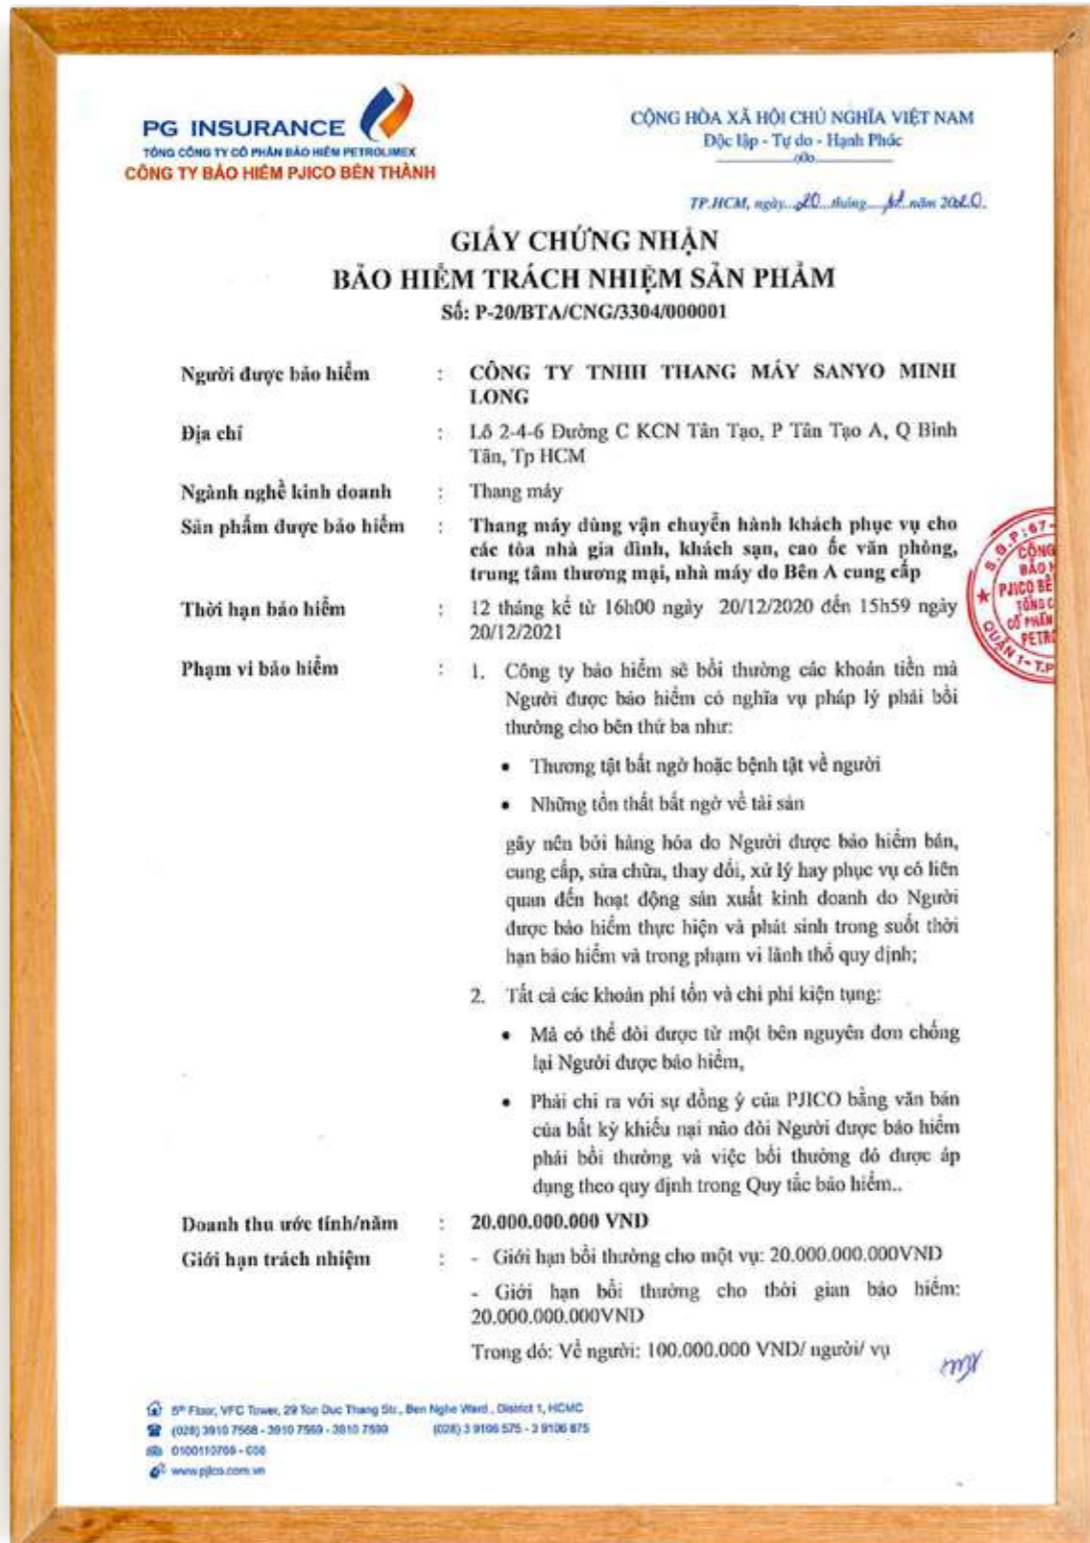 PG INSURANCE
TỔNG CÔNG TY CỔ PHẦN BẢO HIỂM PETROLIMEX
CÔNG TY BẢO HIỂM PJICO BẾN THÀNH
CỘNG HÒA XÃ HỘI CHỦ NGHĨA VIỆT NAM
Độc lập - Tự do - Hạnh Phúc
TP.HCM, ngày 20 tháng 11 năm 2020.
GIẤY CHỨNG NHẬN
BẢO HIỂM TRÁCH NHIỆM SẢN PHẨM
Số: P-20/BTA/CNG/3304/000001
Người được bảo hiểm : CÔNG TY TNHH THANG MÁY SANYO MINH
LONG
Địa chỉ : Lô 2-4-6 Đường C KCN Tân Tạo, P Tân Tạo A, Q Bình
Tân, Tp HCM
Ngành nghề kinh doanh : Thang máy
Sản phẩm được bảo hiểm : Thang máy dùng vận chuyển hành khách phục vụ cho
các tòa nhà gia đình, khách sạn, cao ốc văn phòng,
trung tâm thương mại, nhà máy do Bên A cung cấp
Thời hạn bảo hiểm : 12 tháng kể từ 16h00 ngày 20/12/2020 đến 15h59 ngày
20/12/2021
Phạm vi bảo hiểm : 1. Công ty bảo hiểm sẽ bồi thường các khoản tiền mà
Người được bảo hiểm có nghĩa vụ pháp lý phải bồi
thường cho bên thứ ba như:
• Thương tật bất ngờ hoặc bệnh tật về người
• Những tổn thất bất ngờ về tài sản
gây nên bởi hàng hóa do Người được bảo hiểm bán,
cung cấp, sửa chữa, thay đổi, xử lý hay phục vụ có liên
quan đến hoạt động sản xuất kinh doanh do Người
được bảo hiểm thực hiện và phát sinh trong suốt thời
hạn bảo hiểm và trong phạm vi lãnh thổ quy định;
2. Tất cả các khoản phí tổn và chi phí kiện tụng:
• Mà có thể đòi được từ một bên nguyên đơn chống
lại Người được bảo hiểm,
• Phải chi ra với sự đồng ý của PJICO bằng văn bản
của bất kỳ khiếu nại nào đòi Người được bảo hiểm
phải bồi thường và việc bồi thường đó được áp
dụng theo quy định trong Quy tắc bảo hiểm..
Doanh thu ước tính/năm : 20.000.000.000 VND
Giới hạn trách nhiệm : - Giới hạn bồi thường cho một vụ: 20.000.000.000VND
- Giới hạn bồi thường cho thời gian bảo hiểm:
20.000.000.000VND
Trong đó: Về người: 100.000.000 VND/ người/ vụ
S.G.P:67-
CÔNG
BẢO H
PJICO BẾ
TỔNG C
CỔ PHẦN
PETRO
QUẬN 1-T.P
5th Floor, VFC Tower, 29 Ton Duc Thang Str., Ben Nghe Ward , District 1, HCMC
(028) 3910 7568 - 3910 7569 - 3910 7599 (028) 3 9106 575 - 3 9106 875
www.pjico.com.vn